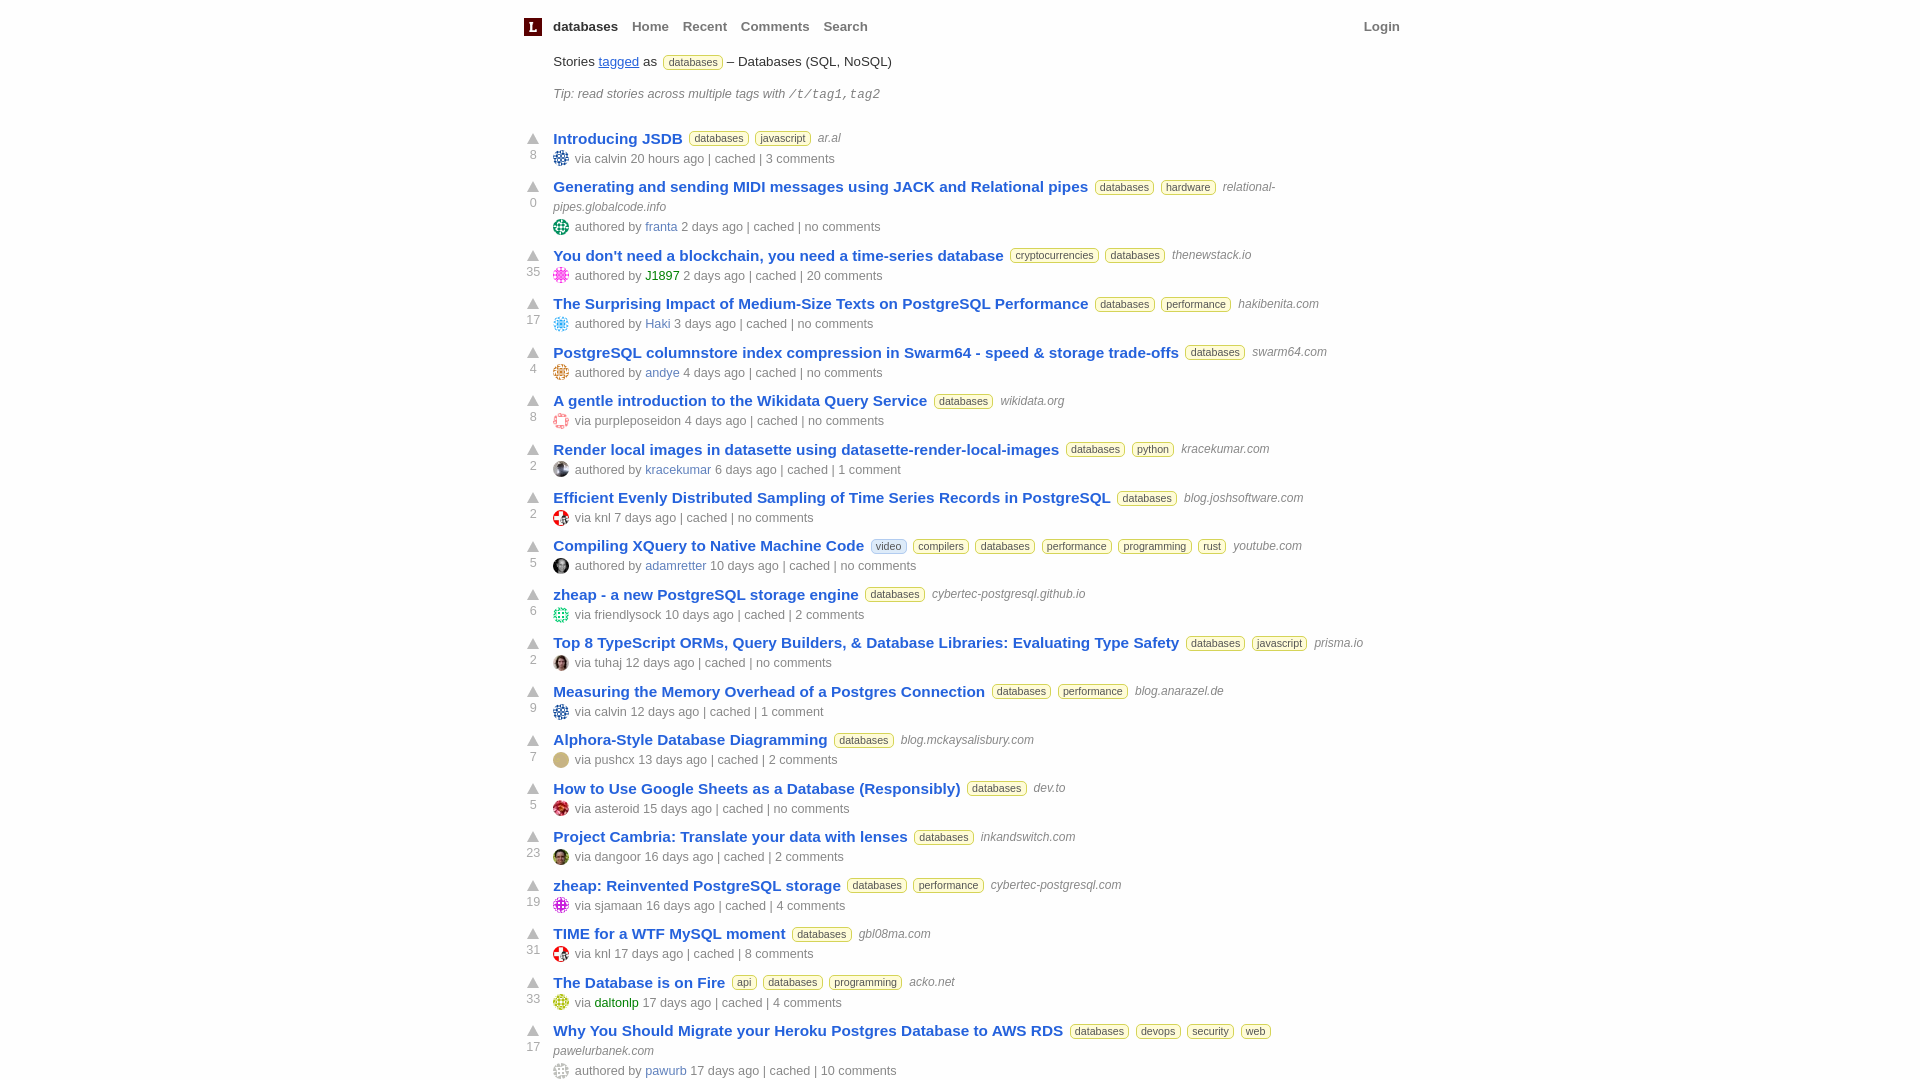 L databases Home Recent Comments Search Login
Stories tagged as databases – Databases (SQL, NoSQL)
Tip: read stories across multiple tags with /t/tag1,tag2
Introducing JSDB databases javascript ar.al
8 via calvin 20 hours ago | cached | 3 comments
Generating and sending MIDI messages using JACK and Relational pipes databases hardware relational-
0 pipes.globalcode.info
authored by franta 2 days ago | cached | no comments
You don't need a blockchain, you need a time-series database cryptocurrencies databases thenewstack.io
35 authored by J1897 2 days ago | cached | 20 comments
The Surprising Impact of Medium-Size Texts on PostgreSQL Performance databases performance hakibenita.com
17 authored by Haki 3 days ago | cached | no comments
PostgreSQL columnstore index compression in Swarm64 - speed & storage trade-offs databases swarm64.com
4 authored by andye 4 days ago | cached | no comments
A gentle introduction to the Wikidata Query Service databases wikidata.org
8 via purpleposeidon 4 days ago | cached | no comments
Render local images in datasette using datasette-render-local-images databases python kracekumar.com
2 authored by kracekumar 6 days ago | cached | 1 comment
Efficient Evenly Distributed Sampling of Time Series Records in PostgreSQL databases blog.joshsoftware.com
2 via knl 7 days ago | cached | no comments
Compiling XQuery to Native Machine Code video compilers databases performance programming rust youtube.com
5 authored by adamretter 10 days ago | cached | no comments
zheap - a new PostgreSQL storage engine databases cybertec-postgresql.github.io
6 via friendlysock 10 days ago | cached | 2 comments
Top 8 TypeScript ORMs, Query Builders, & Database Libraries: Evaluating Type Safety databases javascript prisma.io
2 via tuhaj 12 days ago | cached | no comments
Measuring the Memory Overhead of a Postgres Connection databases performance blog.anarazel.de
9 via calvin 12 days ago | cached | 1 comment
Alphora-Style Database Diagramming databases blog.mckaysalisbury.com
7 via pushcx 13 days ago | cached | 2 comments
How to Use Google Sheets as a Database (Responsibly) databases dev.to
5 via asteroid 15 days ago | cached | no comments
Project Cambria: Translate your data with lenses databases inkandswitch.com
23 via dangoor 16 days ago | cached | 2 comments
zheap: Reinvented PostgreSQL storage databases performance cybertec-postgresql.com
19 via sjamaan 16 days ago | cached | 4 comments
TIME for a WTF MySQL moment databases gbl08ma.com
31 via knl 17 days ago | cached | 8 comments
The Database is on Fire api databases programming acko.net
33 via daltonlp 17 days ago | cached | 4 comments
Why You Should Migrate your Heroku Postgres Database to AWS RDS databases devops security web
17 pawelurbanek.com
authored by pawurb 17 days ago | cached | 10 comments